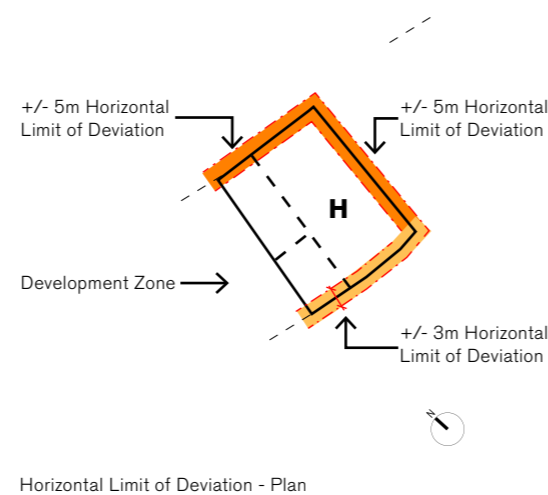 +/- 5m Horizontal
Limit of Deviation
+/- 5m Horizontal
Limit of Deviation
H
Development Zone
+/- 3m Horizontal
Limit of Deviation
N
Horizontal Limit of Deviation - Plan